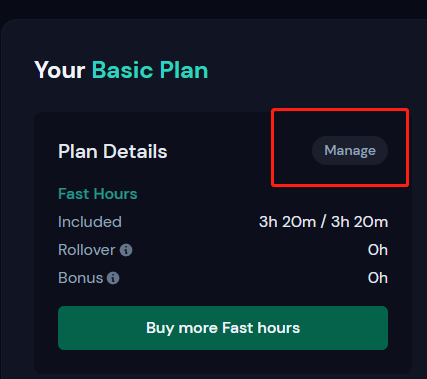 Your Basic Plan
Plan Details
Manage
Fast Hours
Included 3h 20m / 3h 20m
Rollover 0h
Bonus 0h
Buy more Fast hours